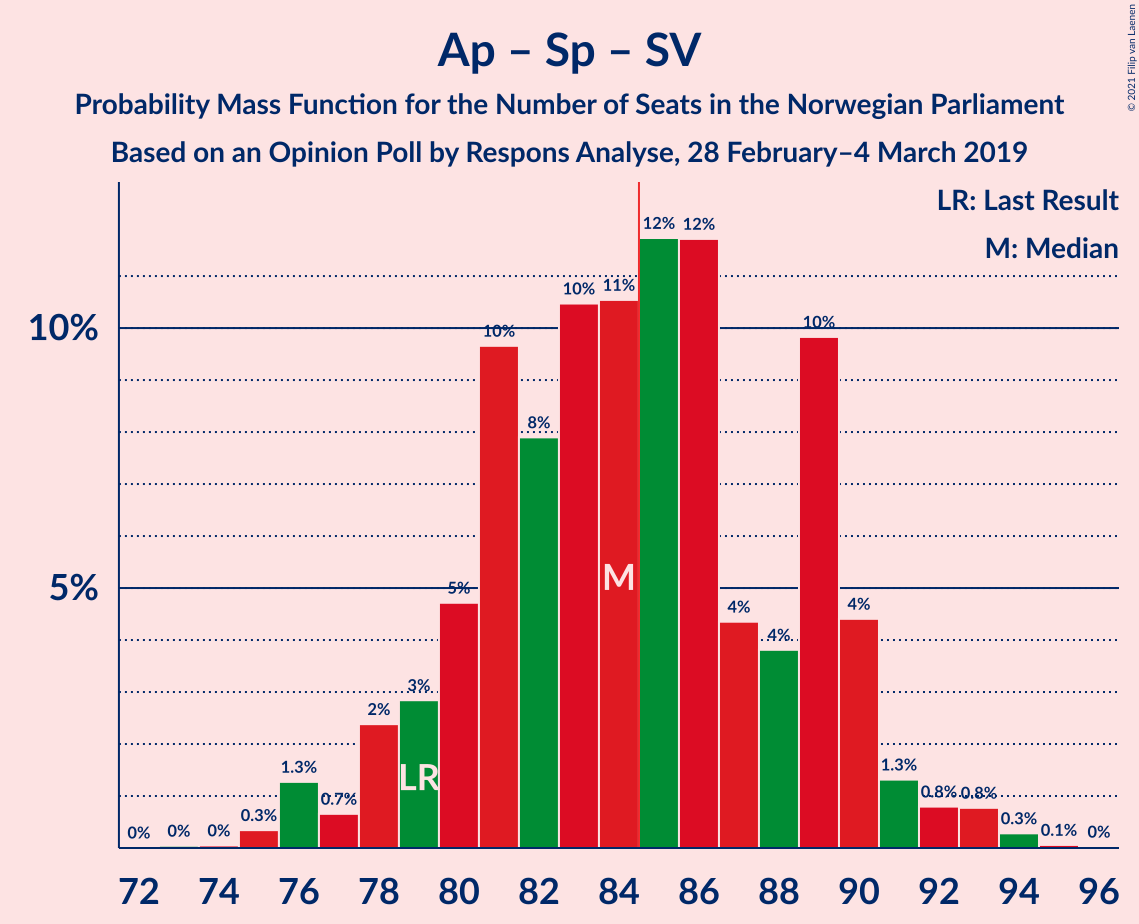 Ap – Sp – SV
Probability Mass Function for the Number of Seats in the Norwegian Parliament
Based on an Opinion Poll by Respons Analyse, 28 February–4 March 2019
© 2021 Filip van Laenen
LR: Last Result
M: Median
10%
5%
0% 0% 0% 0.3% 1.3% 0.7% 2% 3% 5% 10% 8% 10% 11% 12% 12% 4% 4% 10% 4% 1.3% 0.8% 0.8% 0.3% 0.1% 0%
M
LR
72 74 76 78 80 82 84 86 88 90 92 94 96